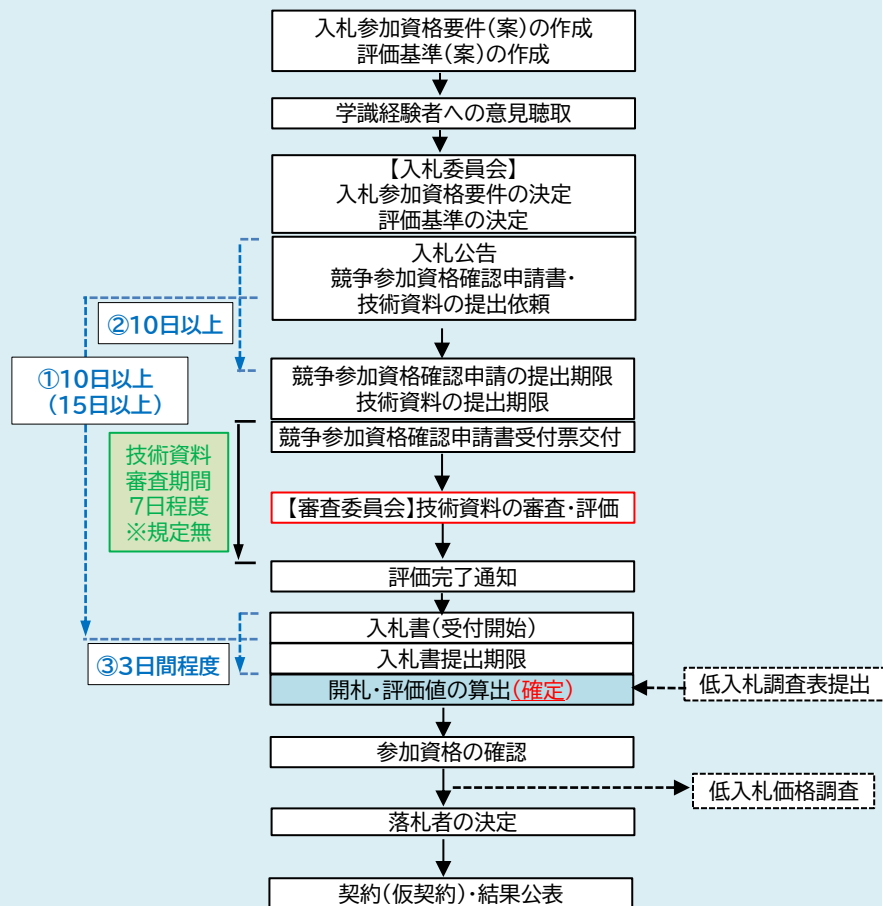 入札参加資格要件(案)の作成
評価基準(案)の作成
学識経験者への意見聴取
【入札委員会】
入札参加資格要件の決定
評価基準の決定
入札公告
競争参加資格確認申請書・
技術資料の提出依頼
②10日以上
①10日以上
(15日以上)
競争参加資格確認申請の提出期限
技術資料の提出期限
競争参加資格確認申請書受付票交付
技術資料
審査期間
7日程度
※規定無
【審査委員会】技術資料の審査・評価
評価完了通知
入札書(受付開始)
③3日間程度
入札書提出期限
開札・評価値の算出(確定)
低入札調査表提出
参加資格の確認
低入札価格調査
落札者の決定
契約(仮契約)・結果公表